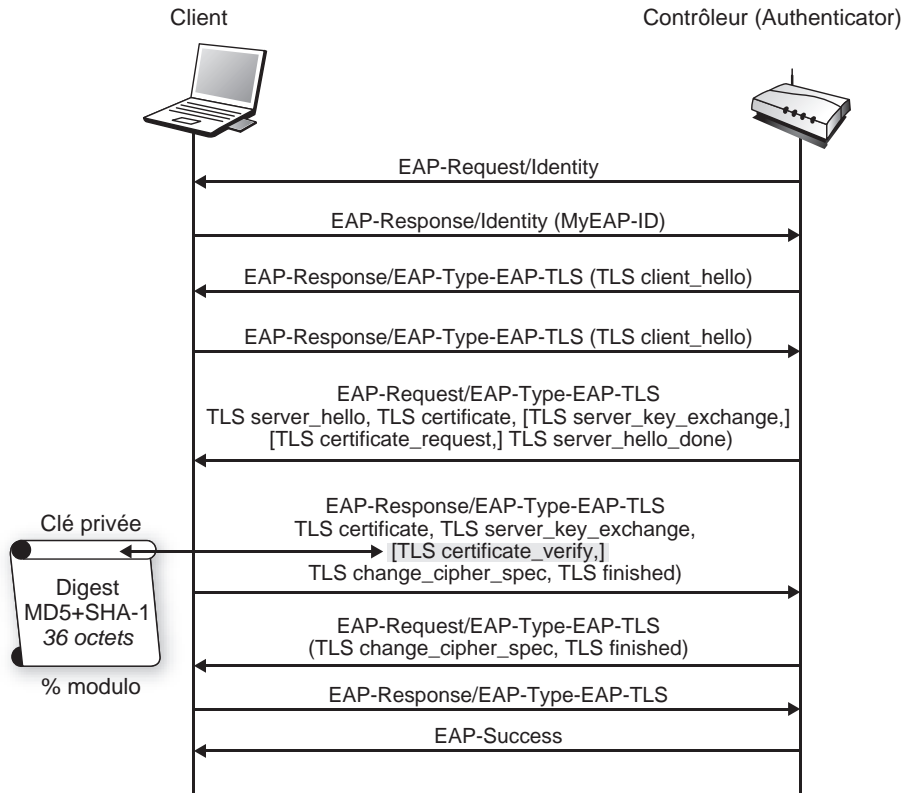 Client
Contrôleur (Authenticator)
EAP-Request/Identity
EAP-Response/Identity (MyEAP-ID)
EAP-Response/EAP-Type-EAP-TLS (TLS client_hello)
EAP-Response/EAP-Type-EAP-TLS (TLS client_hello)
EAP-Request/EAP-Type-EAP-TLS
TLS server_hello, TLS certificate, [TLS server_key_exchange,]
[TLS certificate_request,] TLS server_hello_done)
EAP-Response/EAP-Type-EAP-TLS
TLS certificate, TLS server_key_exchange,
[TLS certificate_verify,]
TLS change_cipher_spec, TLS finished)
Clé privée
Digest
MD5+SHA-1
36 octets
% modulo
EAP-Request/EAP-Type-EAP-TLS
(TLS change_cipher_spec, TLS finished)
EAP-Response/EAP-Type-EAP-TLS
EAP-Success